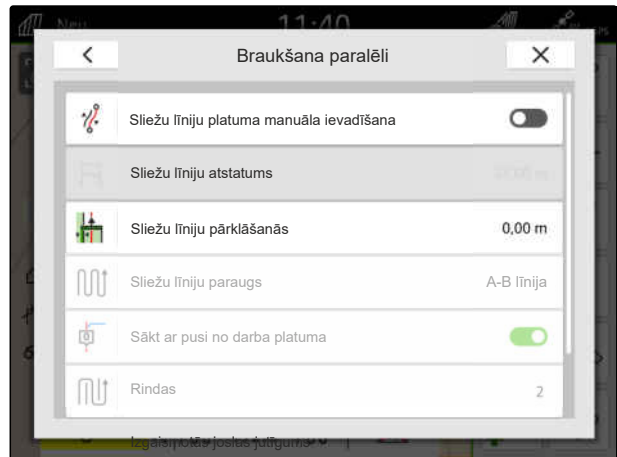 Neu 11:40
Braukšana paralēli
Sliežu līniju platuma manuāla ievadīšana
Sliežu līniju atstatums
Sliežu līniju pārklāšanās 0,00 m
Sliežu līniju paraugs A-B līnija
Sākt ar pusi no darba platuma
Rindas 2